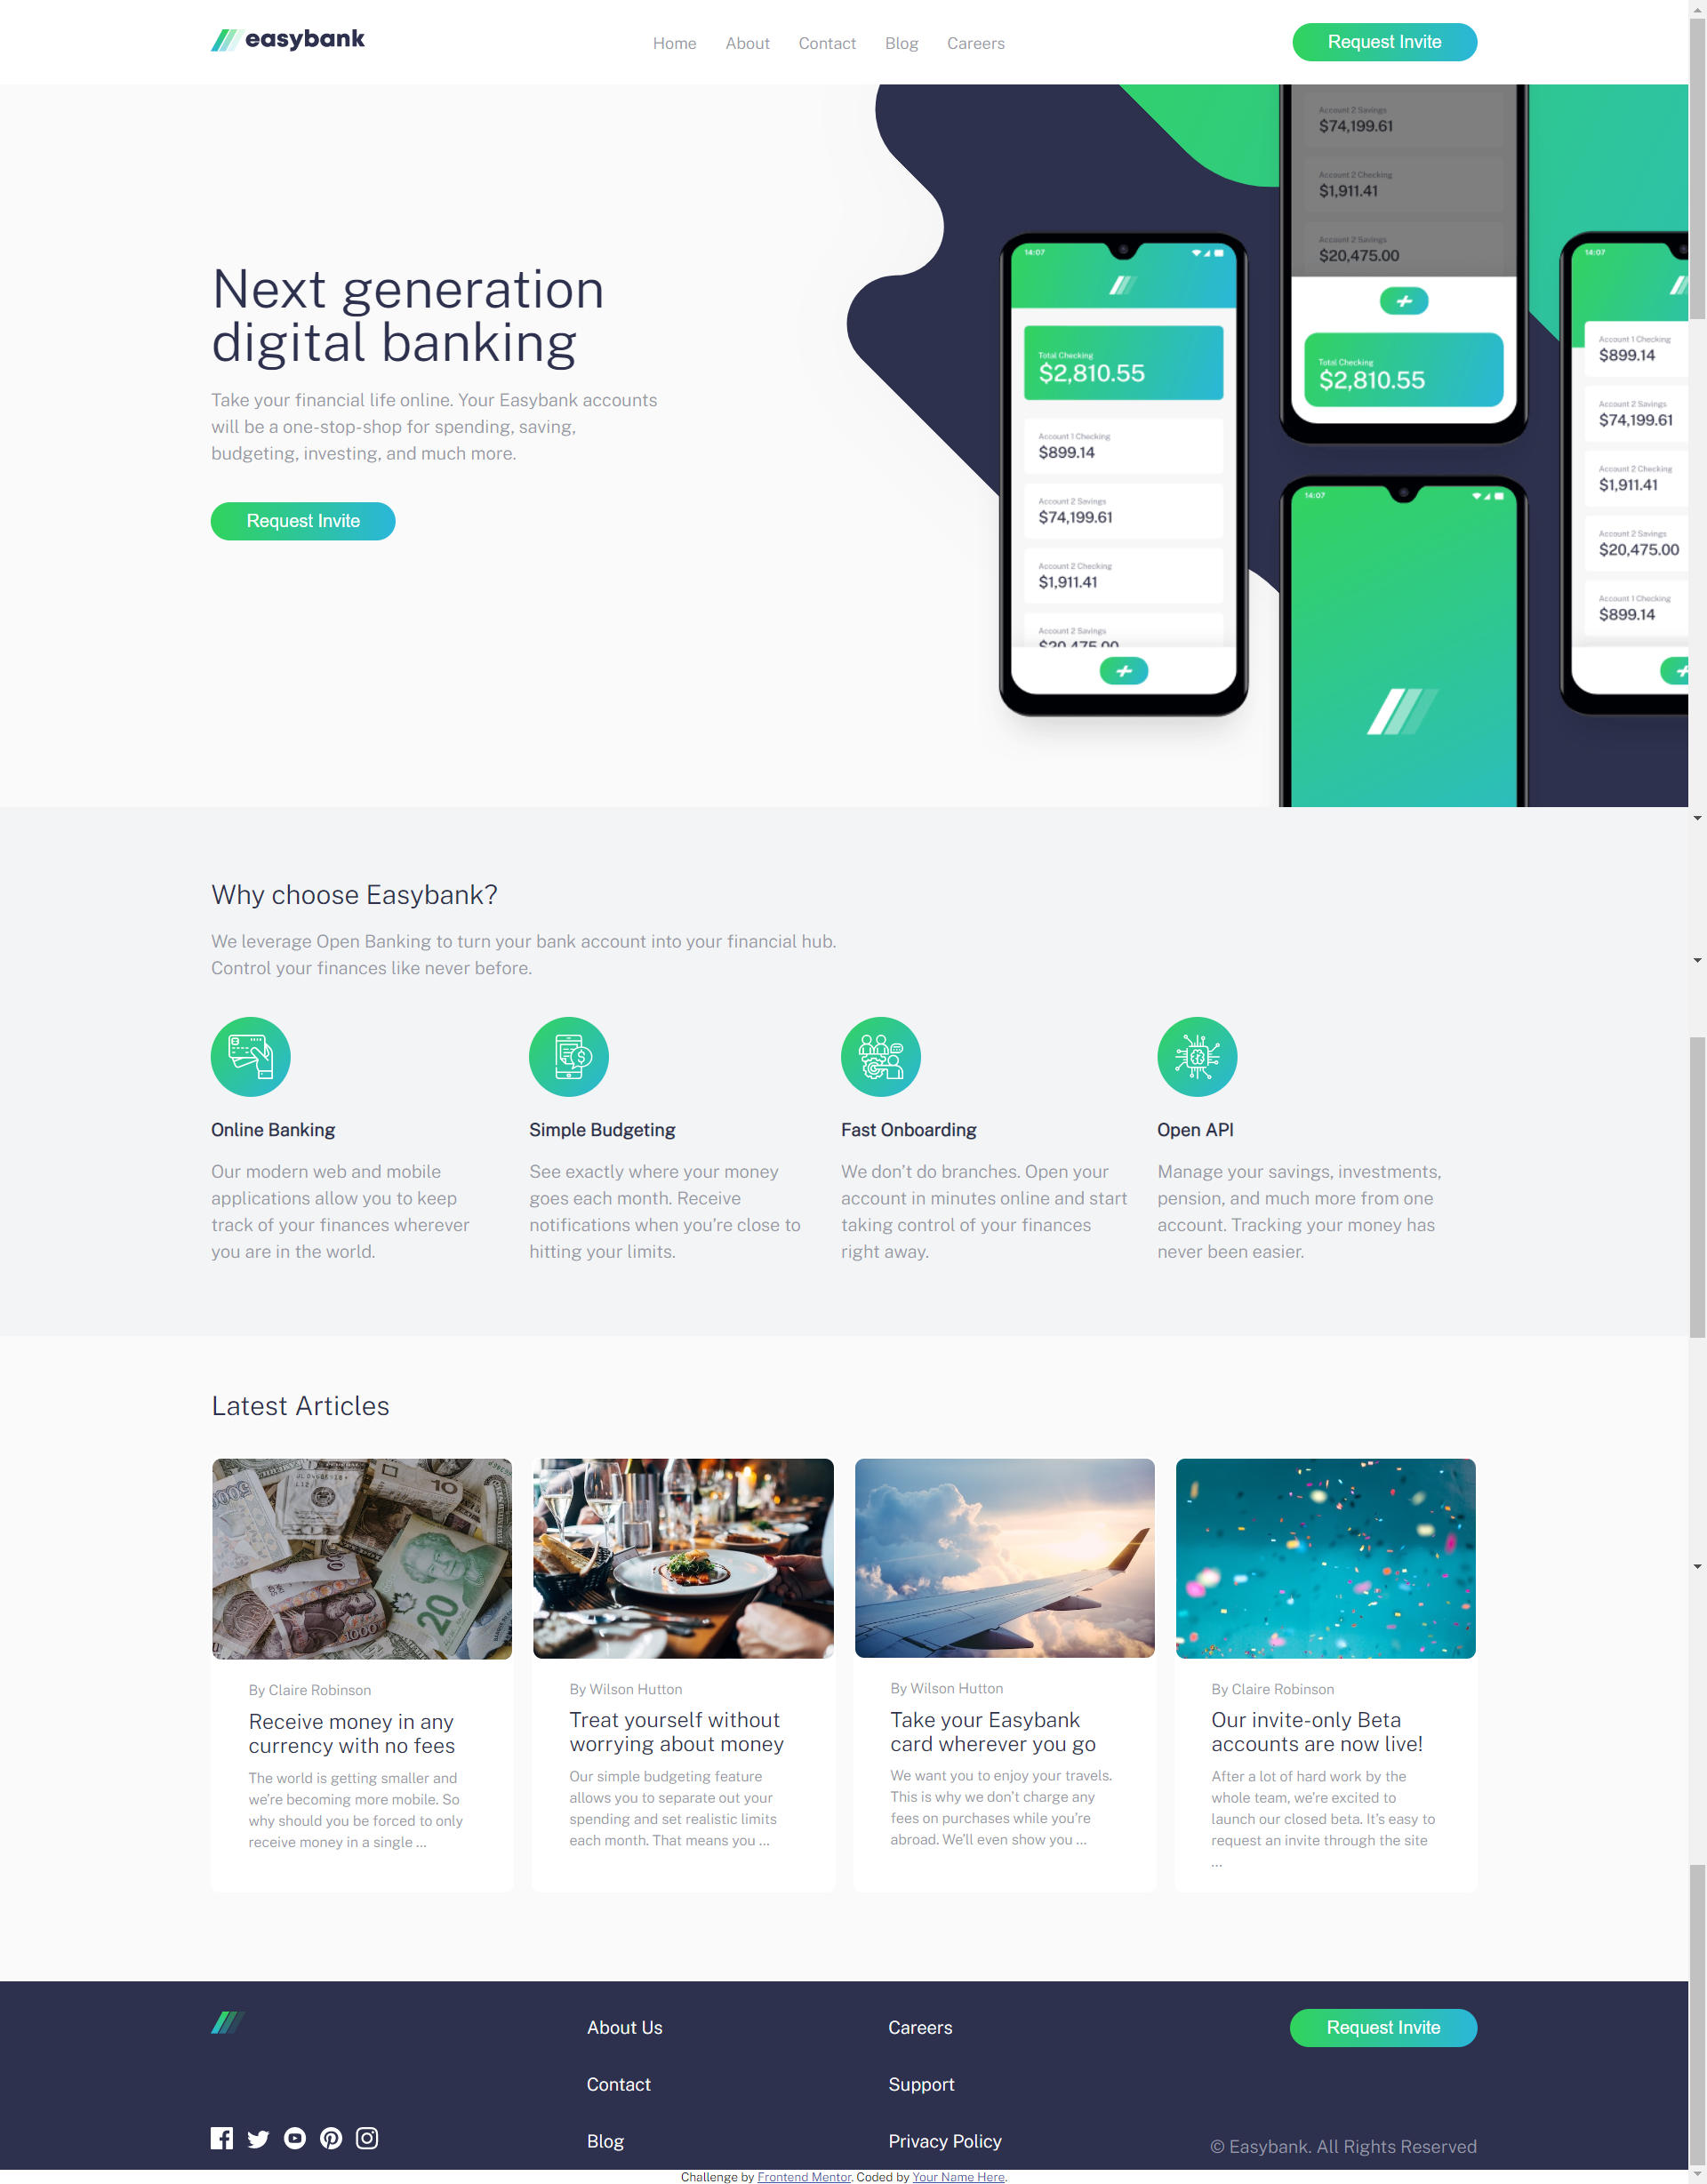 easybank
Home About Contact Blog Careers
Request Invite
Next generation
digital banking
Take your financial life online. Your Easybank accounts
will be a one-stop-shop for spending, saving,
budgeting, investing, and much more.
Request Invite
14:07
Total Checking
$2,810.55
Account 1 Checking
$899.14
Account 2 Savings
$74,199.61
Account 2 Checking
$1,911.41
Account 2 Savings
$20,475.00
Account 2 Savings
$74,199.61
Account 2 Checking
$1,911.41
Account 2 Savings
$20,475.00
Total Checking
$2,810.55
14:07
14:07
Account 1 Checking
$899.14
Account 2 Savings
$74,199.61
Account 2 Checking
$1,911.41
Account 2 Savings
$20,475.00
Account 1 Checking
$899.14
Why choose Easybank?
We leverage Open Banking to turn your bank account into your financial hub.
Control your finances like never before.
Online Banking
Our modern web and mobile
applications allow you to keep
track of your finances wherever
you are in the world.
Simple Budgeting
See exactly where your money
goes each month. Receive
notifications when you're close to
hitting your limits.
Fast Onboarding
We don't do branches. Open your
account in minutes online and start
taking control of your finances
right away.
Open API
Manage your savings, investments,
pension, and much more from one
account. Tracking your money has
never been easier.
Latest Articles
10
20
1000
By Claire Robinson
Receive money in any
currency with no fees
The world is getting smaller and
we're becoming more mobile. So
why should you be forced to only
receive money in a single ...
By Wilson Hutton
Treat yourself without
worrying about money
Our simple budgeting feature
allows you to separate out your
spending and set realistic limits
each month. That means you ...
By Wilson Hutton
Take your Easybank
card wherever you go
We want you to enjoy your travels.
This is why we don't charge any
fees on purchases while you're
abroad. We'll even show you ...
By Claire Robinson
Our invite-only Beta
accounts are now live!
After a lot of hard work by the
whole team, we're excited to
launch our closed beta. It's easy to
request an invite through the site
...
About Us
Contact
Blog
Careers
Support
Privacy Policy
Request Invite
© Easybank. All Rights Reserved
Challenge by Frontend Mentor. Coded by Your Name Here.